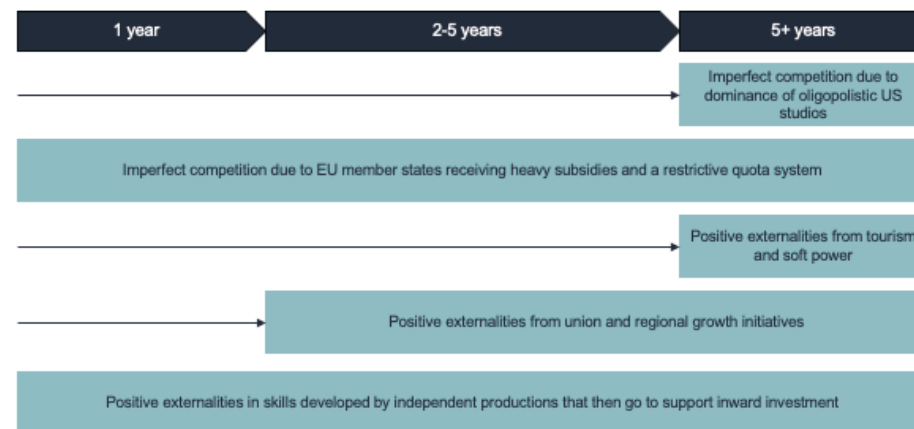 1 year
2-5 years
5+ years
Imperfect competition due to
dominance of oligopolistic US
studios
Imperfect competition due to EU member states receiving heavy subsidies and a restrictive quota system
Positive externalities from tourism
and soft power
Positive externalities from union and regional growth initiatives
Positive externalities in skills developed by independent productions that then go to support inward investment